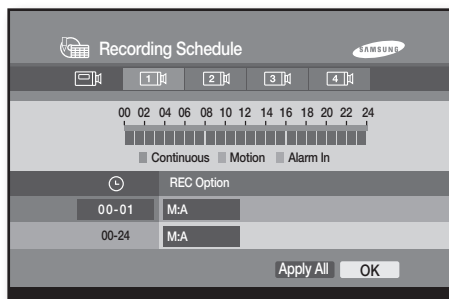 Recording Schedule
SAMSUNG
1 2 3 4
00 02 04 06 08 10 12 14 16 18 20 22 24
Continuous Motion Alarm In
REC Option
00-01 M:A
00-24 M:A
Apply All OK